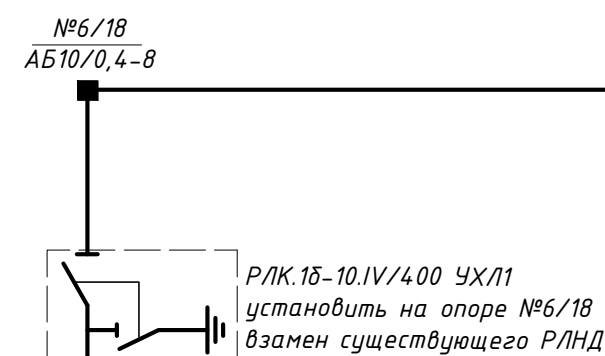 №6/18
АБ10/0,4-8
РЛК.1б-10.IV/400 УХЛ1
установить на опоре №6/18
взамен существующего РЛНД